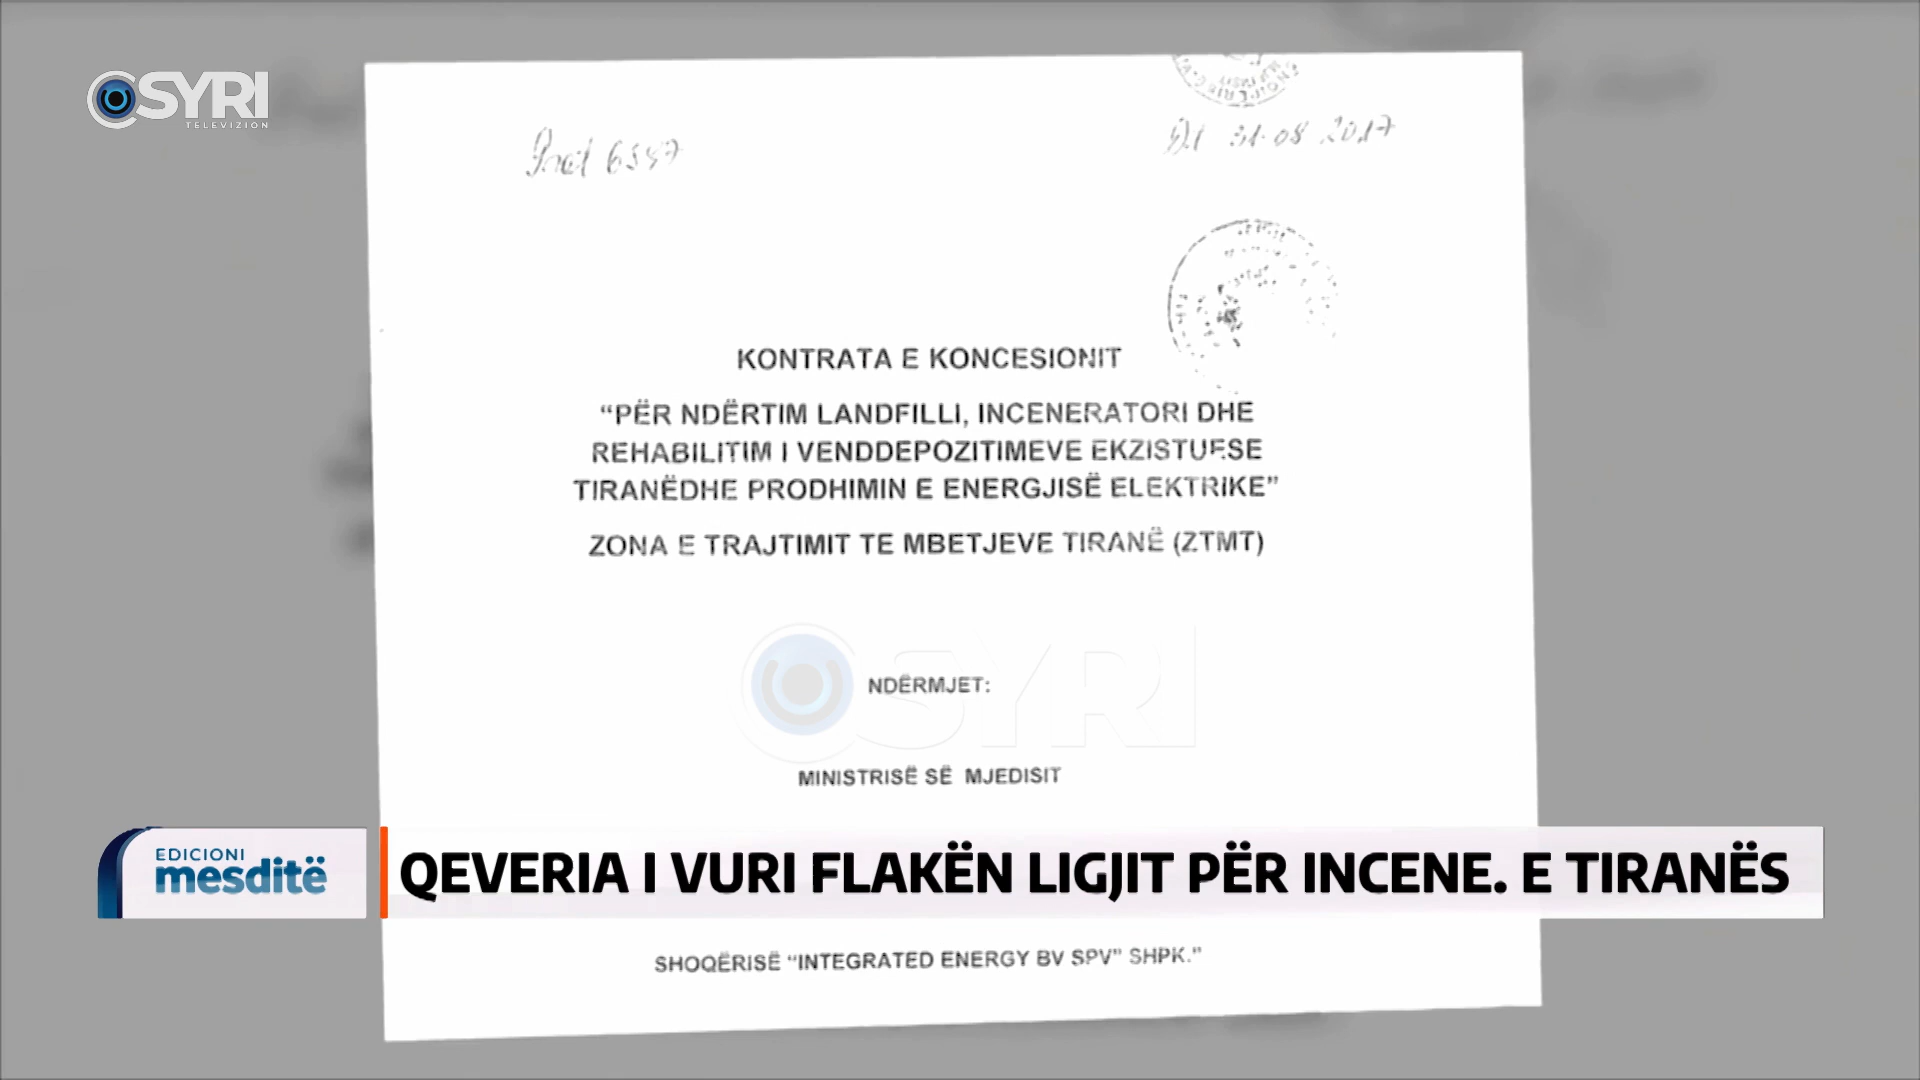 SYRI
TELEVIZION
Prot 6557
Dt 31.08.2017
KONTRATA E KONCESIONIT
“PËR NDËRTIM LANDFILLI, INCENERATORI DHE
REHABILITIM I VENDDEPOZITIMEVE EKZISTUESE
TIRANËDHE PRODHIMIN E ENERGJISË ELEKTRIKE”
ZONA E TRAJTIMIT TE MBETJEVE TIRANË (ZTMT)
SYRI
NDËRMJET:
MINISTRISË SË MJEDISIT
EDICIONI
mesditë
QEVERIA I VURI FLAKËN LIGJIT PËR INCENE. E TIRANËS
SHOQËRISË “INTEGRATED ENERGY BV SPV” SHPK.”